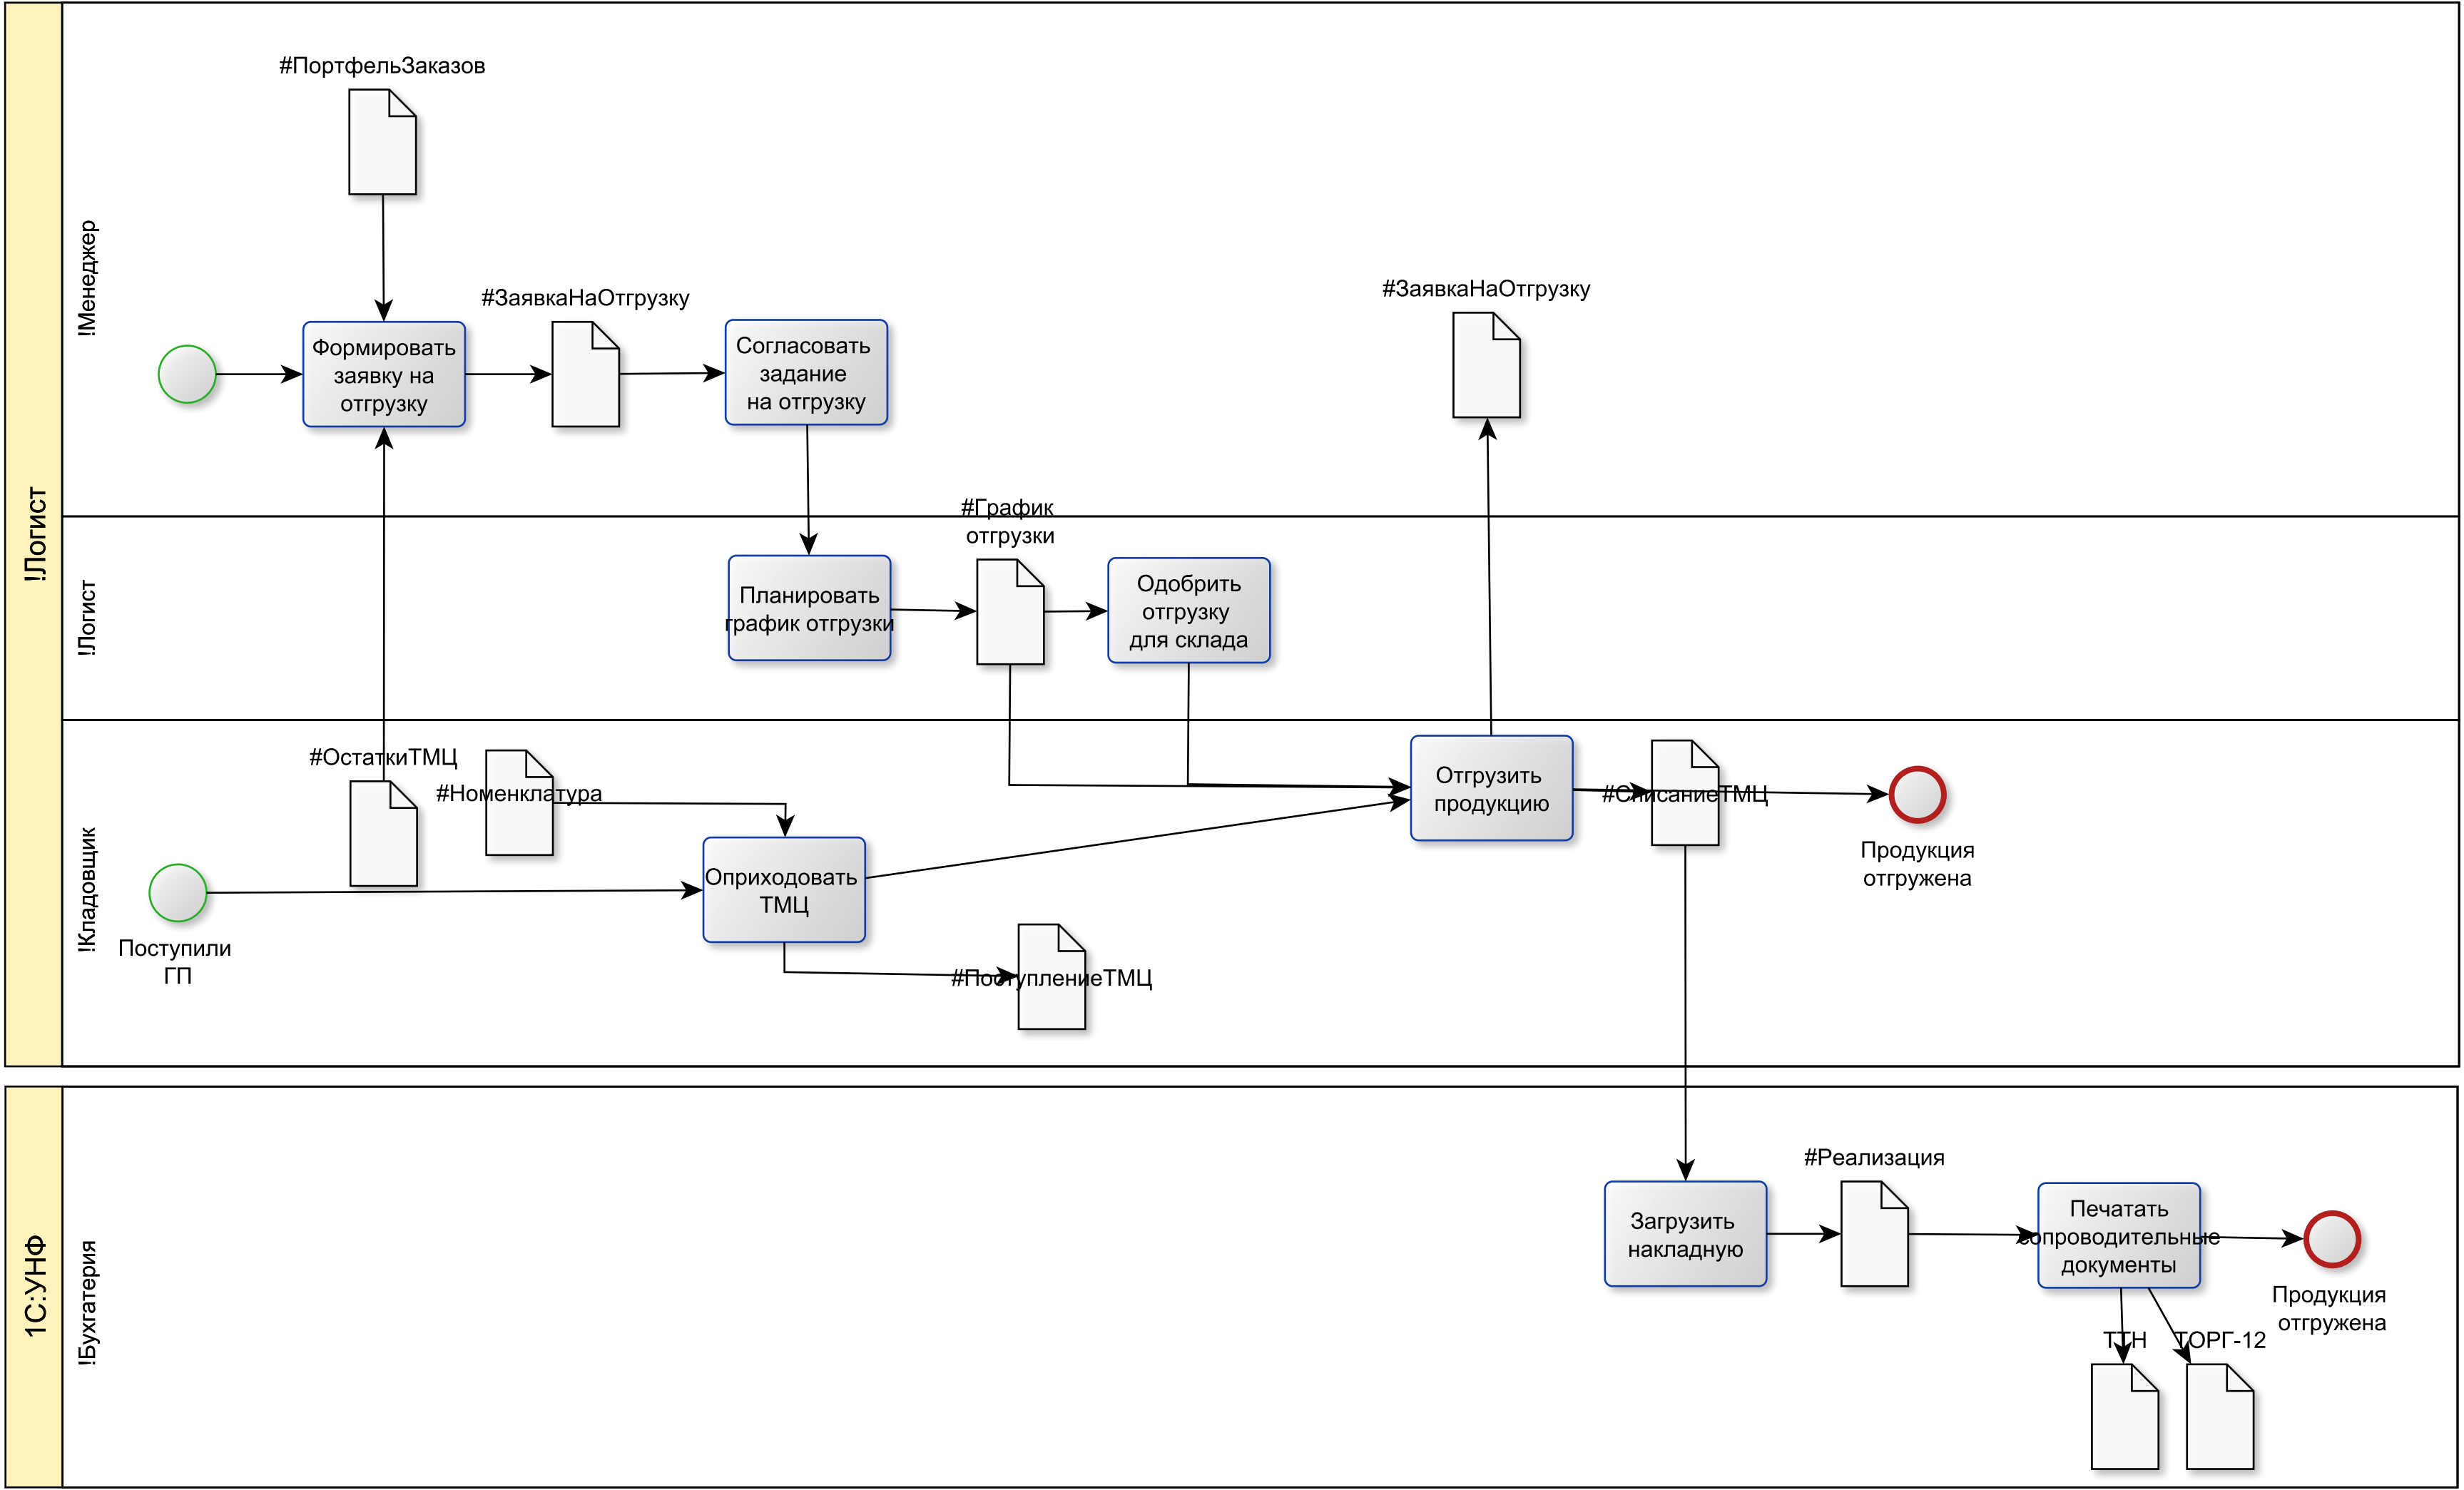 !Логист
!Менеджер
#ПортфельЗаказов
Формировать
заявку на
отгрузку
#ЗаявкаНаОтгрузку
Согласовать
задание
на отгрузку
#ЗаявкаНаОтгрузку
!Логист
Планировать
график отгрузки
#График
отгрузки
Одобрить
отгрузку
для склада
!Кладовщик
Поступили
ГП
#ОстаткиТМЦ
#Номенклатура
Оприходовать
ТМЦ
#ПоступлениеТМЦ
Отгрузить
продукцию
#СписаниеТМЦ
Продукция
отгружена
1С:УНФ
!Бухгатерия
Загрузить
накладную
#Реализация
Печатать
сопроводительные
документы
ТТН
ТОРГ-12
Продукция
отгружена